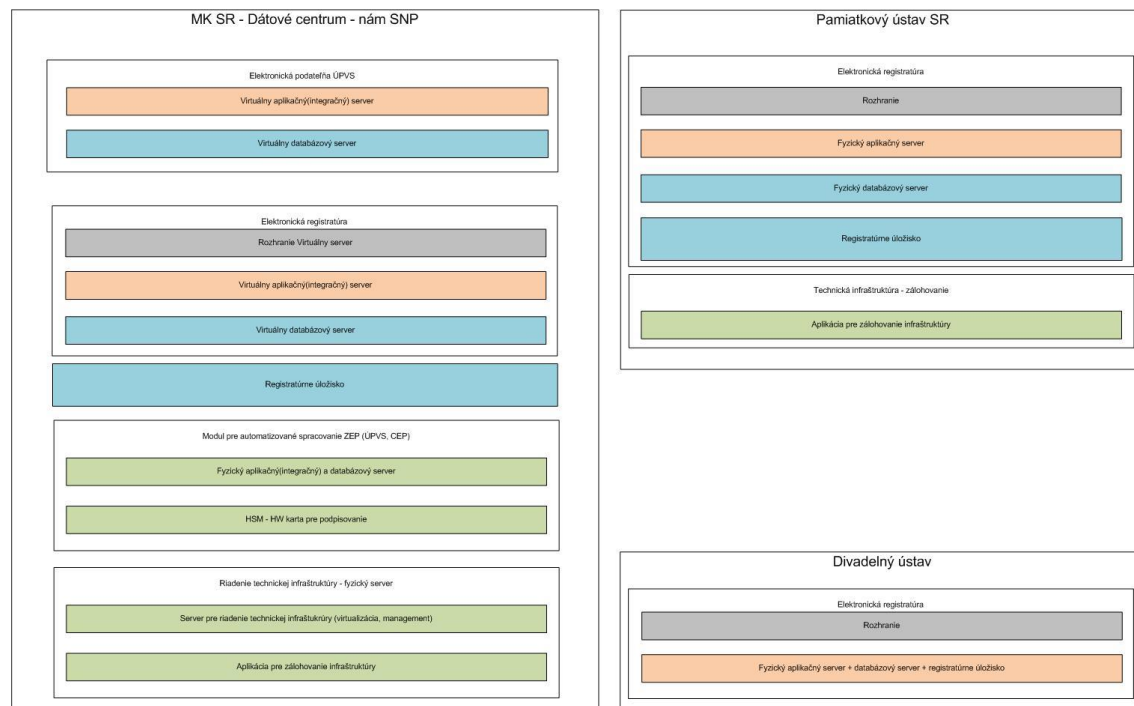 MK SR - Dátové centrum - nám SNP
Elektronická podateľňa ÚPVS
Virtuálny aplikačný(integračný) server
Virtuálny databázový server
Elektronická registratúra
Rozhranie Virtuálny server
Virtuálny aplikačný(integračný) server
Virtuálny databázový server
Registratúrne úložisko
Modul pre automatizované spracovanie ZEP (ÚPVS, CEP)
Fyzický aplikačný(integračný) a databázový server
HSM - HW karta pre podpisovanie
Riadenie technickej infraštruktúry - fyzický server
Server pre riadenie technickej infraštukrúry (virtualizácia, management)
Aplikácia pre zálohovanie infraštruktúry
Pamiatkový ústav SR
Elektronická registratúra
Rozhranie
Fyzický aplikačný server
Fyzický databázový server
Registratúrne úložisko
Technická infraštruktúra - zálohovanie
Aplikácia pre zálohovanie infraštruktúry
Divadelný ústav
Elektronická registratúra
Rozhranie
Fyzický aplikačný server + databázový server + registratúrne úložisko